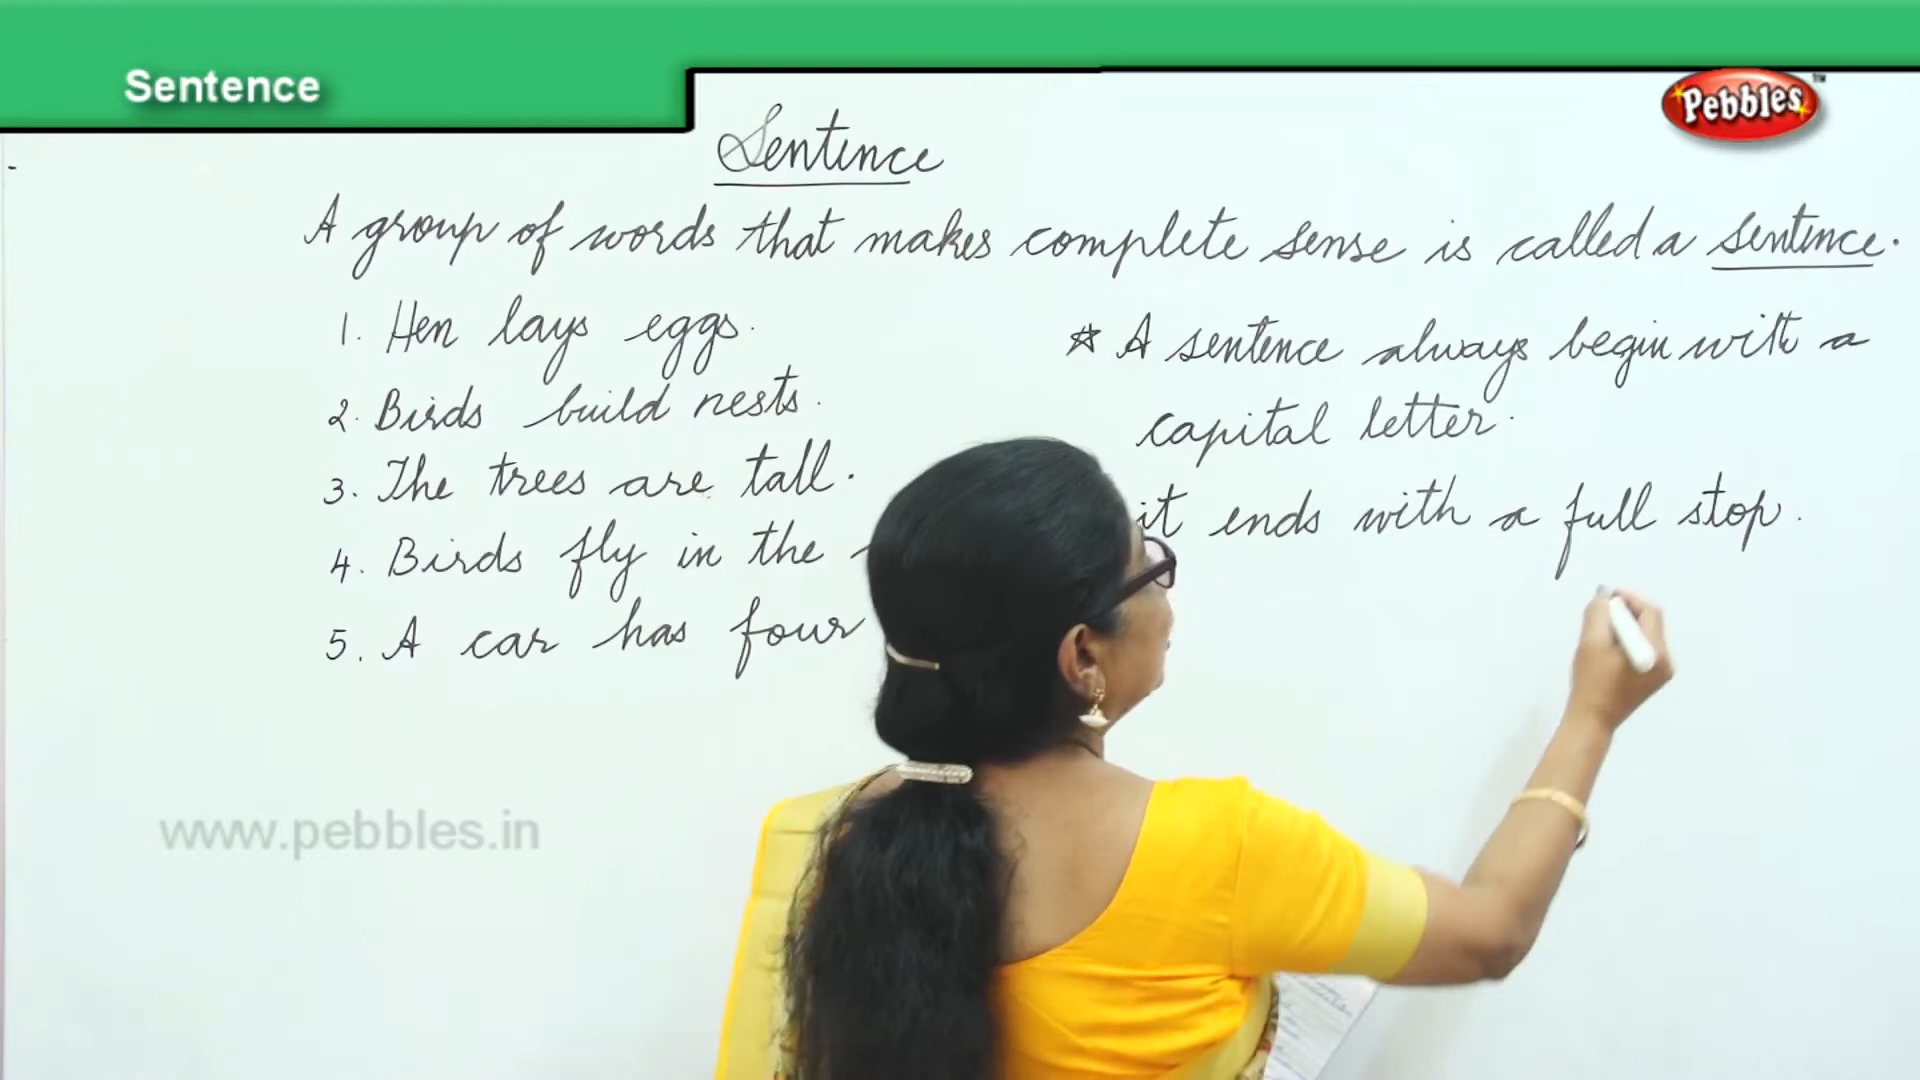 Sentence
Pebbles™
Sentence
A group of words that makes complete sense is called a sentence.
1. Hen lays eggs.
2. Birds build nests.
3. The trees are tall.
4. Birds fly in the
5. A car has four
☆ A sentence always begin with a
capital letter.
it ends with a full stop.
www.pebbles.in